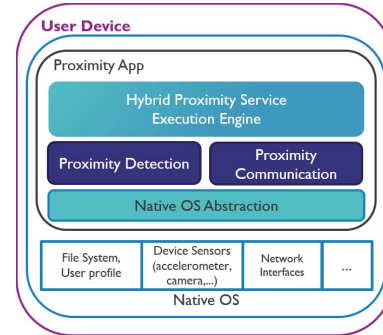 User Device
Proximity App
Hybrid Proximity Service
Execution Engine
Proximity Detection
Proximity
Communication
Native OS Abstraction
File System,
User profile
Device Sensors
(accelerometer,
camera,...)
Network
Interfaces
...
Native OS